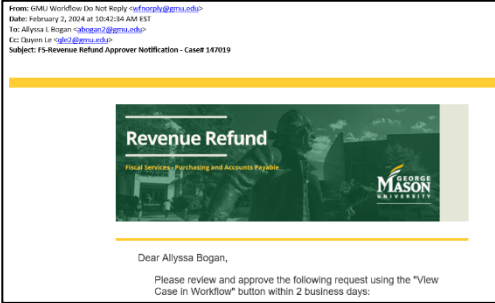 From: GMU Workflow Do Not Reply <wfnorply@gmu.edu>
Date: February 2, 2024 at 10:42:34 AM EST
To: Allyssa L Bogan <abogan2@gmu.edu>
Cc: Quyen Le <qle2@gmu.edu>
Subject: FS-Revenue Refund Approver Notification - Case# 147019
Revenue Refund
Fiscal Services - Purchasing and Accounts Payable
GEORGE
MASON
UNIVERSITY
Dear Allyssa Bogan,
Please review and approve the following request using the "View
Case in Workflow" button within 2 business days: